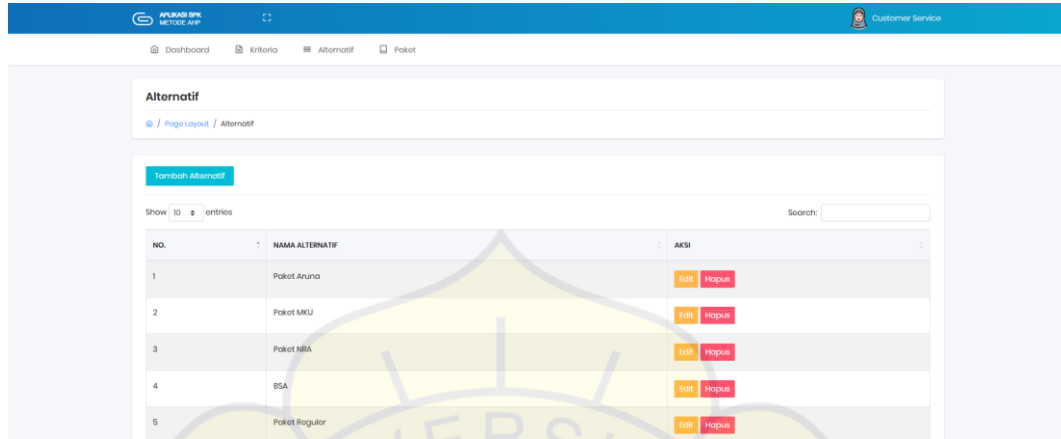 APLIKASI SPK
METODE AHP
Customer Service
Dashboard Kriteria Alternatif Paket
Alternatif
/ Page Layout / Alternatif
Tambah Alternatif
Show 10 entries Search:
NO. NAMA ALTERNATIF AKSI
1 Paket Aruna Edit Hapus
2 Paket MKU Edit Hapus
3 Paket NRA Edit Hapus
4 BSA Edit Hapus
5 Paket Reguler Edit Hapus
ERS